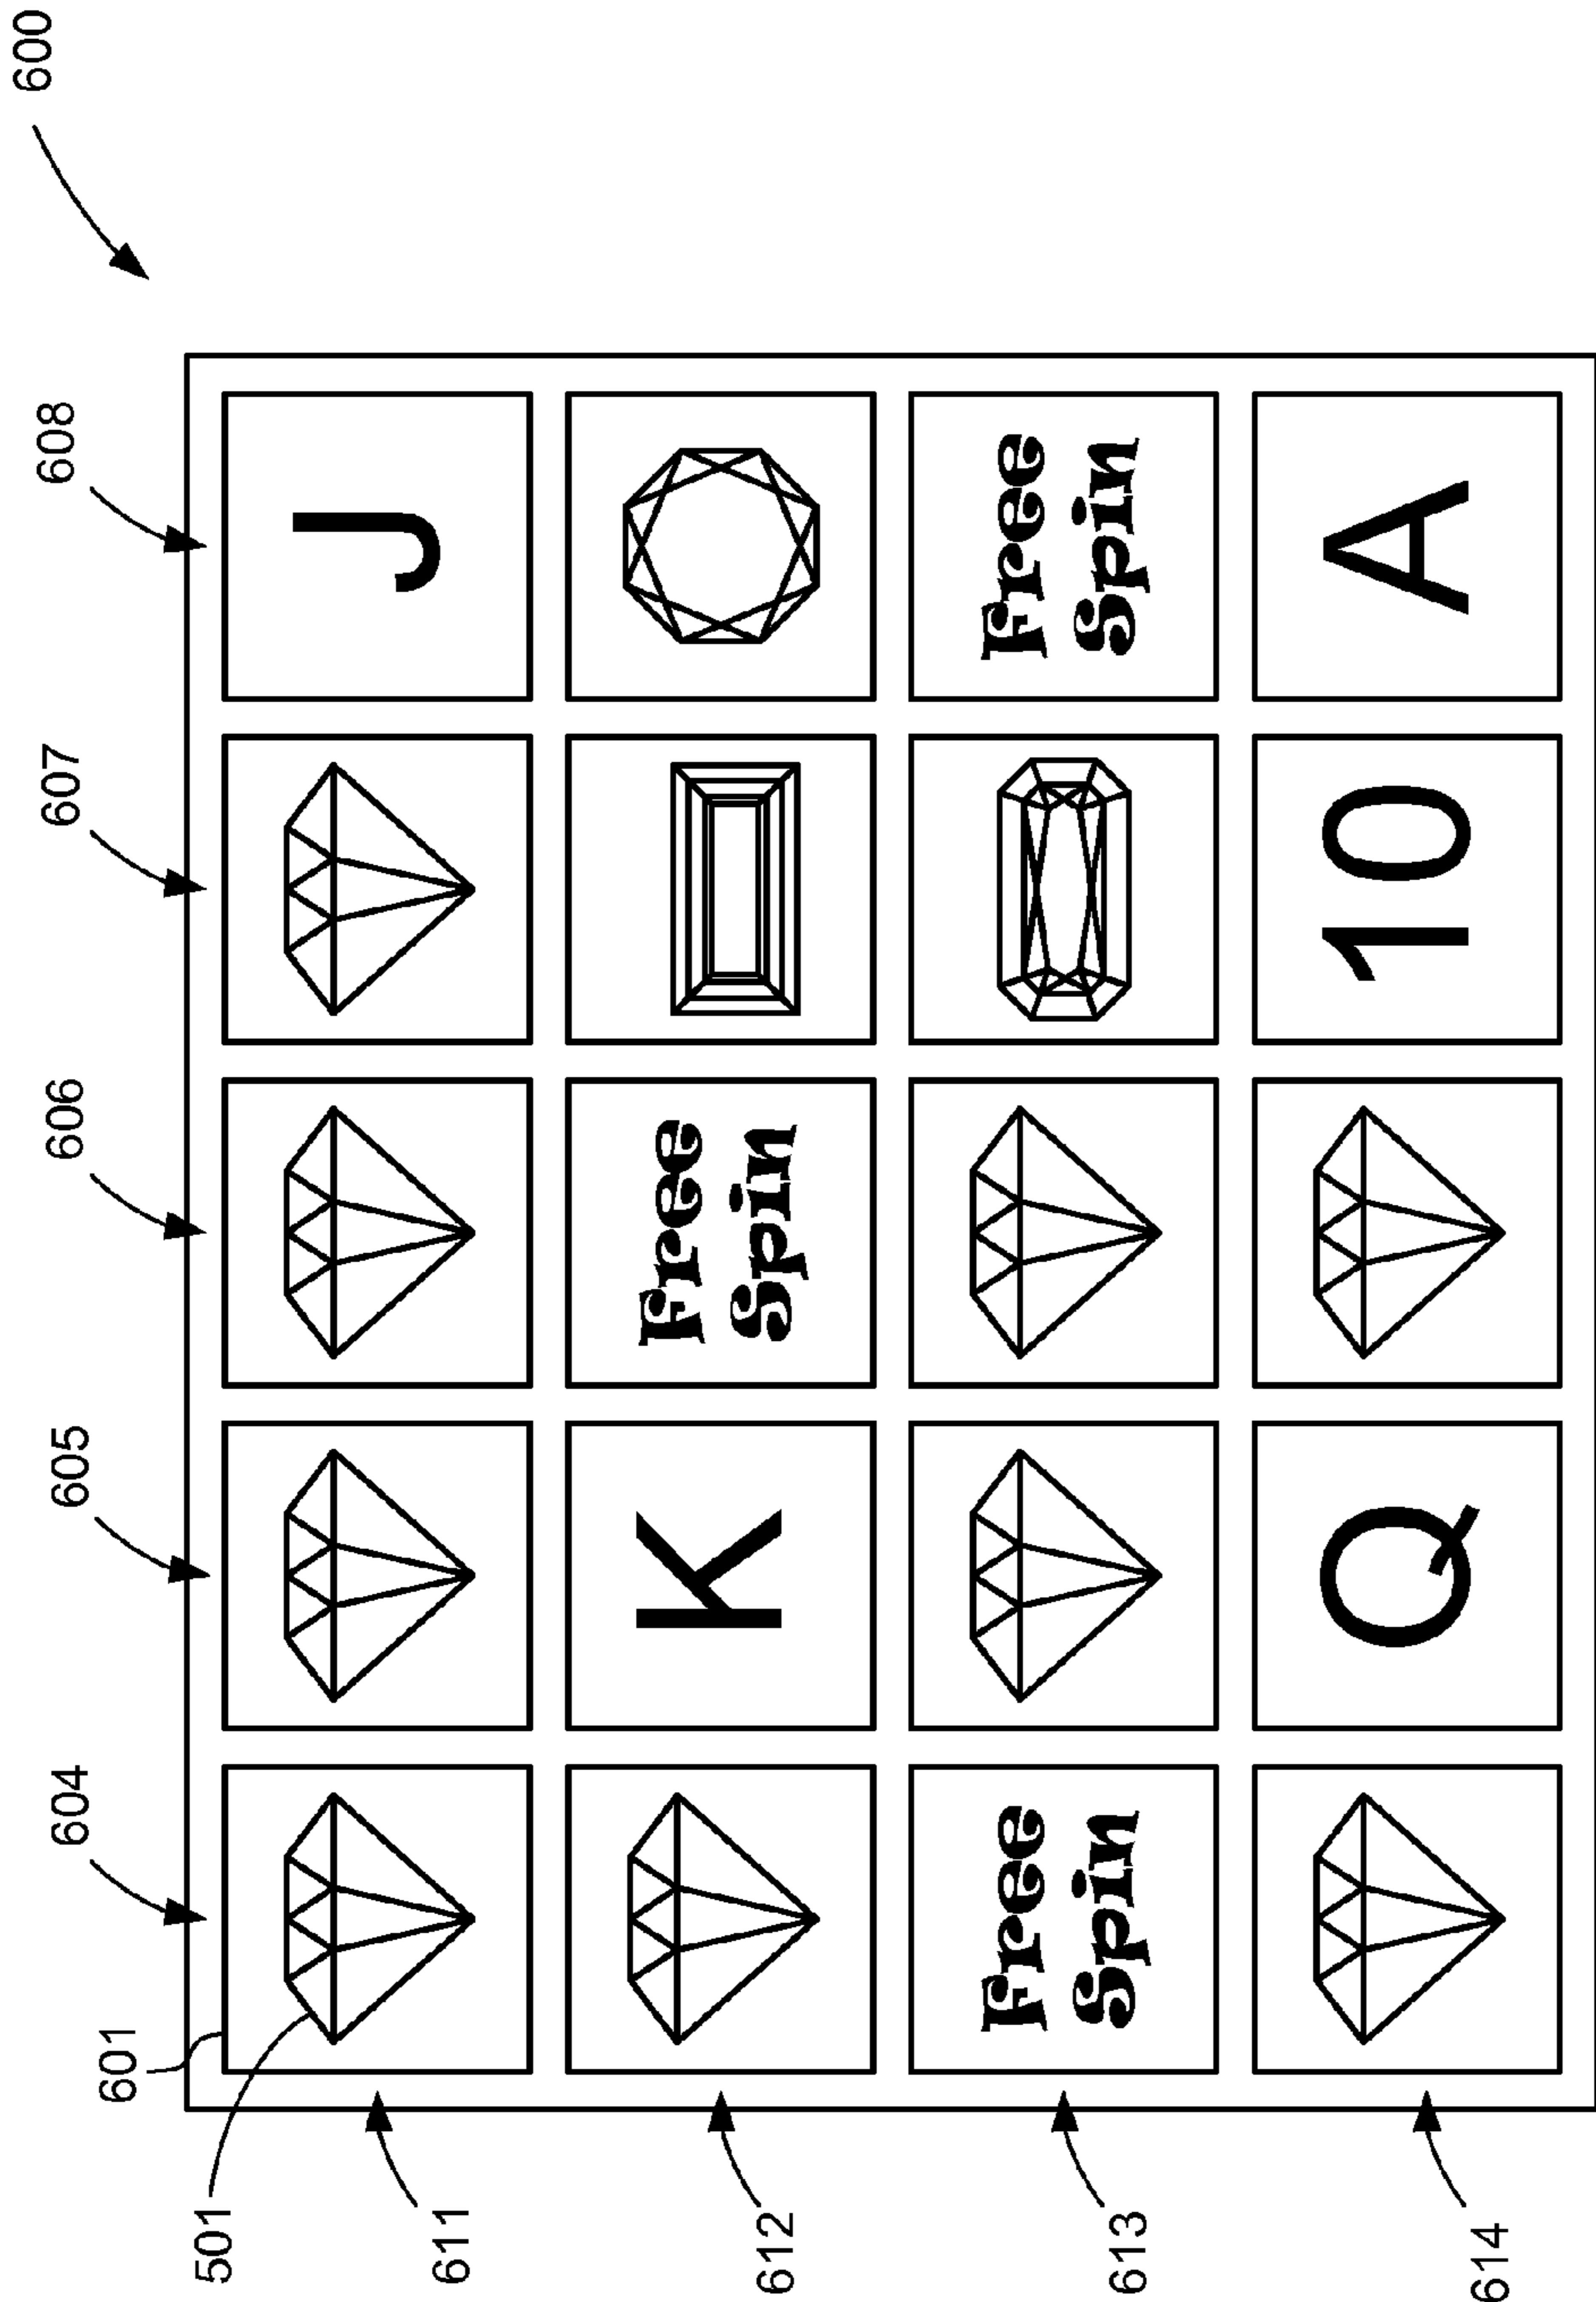 600
604 605 606 607 608
601
501
611 J
612 K Free Spin
613 Free Spin Free Spin
614 Q 10 A